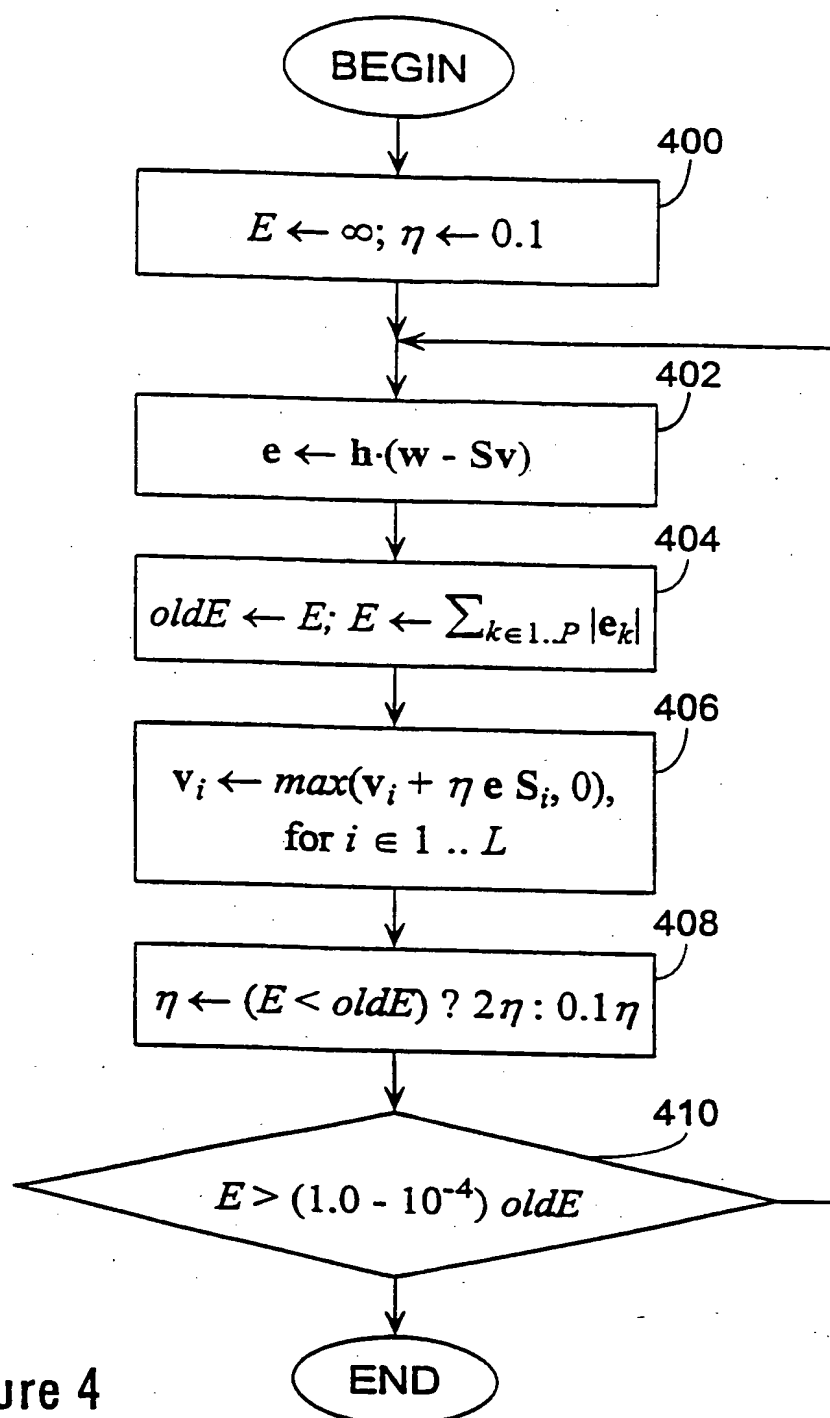 BEGIN
400
E ← ∞; η ← 0.1
402
e ← h·(w - Sv)
404
oldE ← E; E ← ∑k∈1..P |ek|
406
vi ← max(vi + η e Si, 0),
for i ∈ 1 .. L
408
η ← (E < oldE) ? 2η : 0.1η
410
E > (1.0 - 10⁻⁴) oldE
END
4